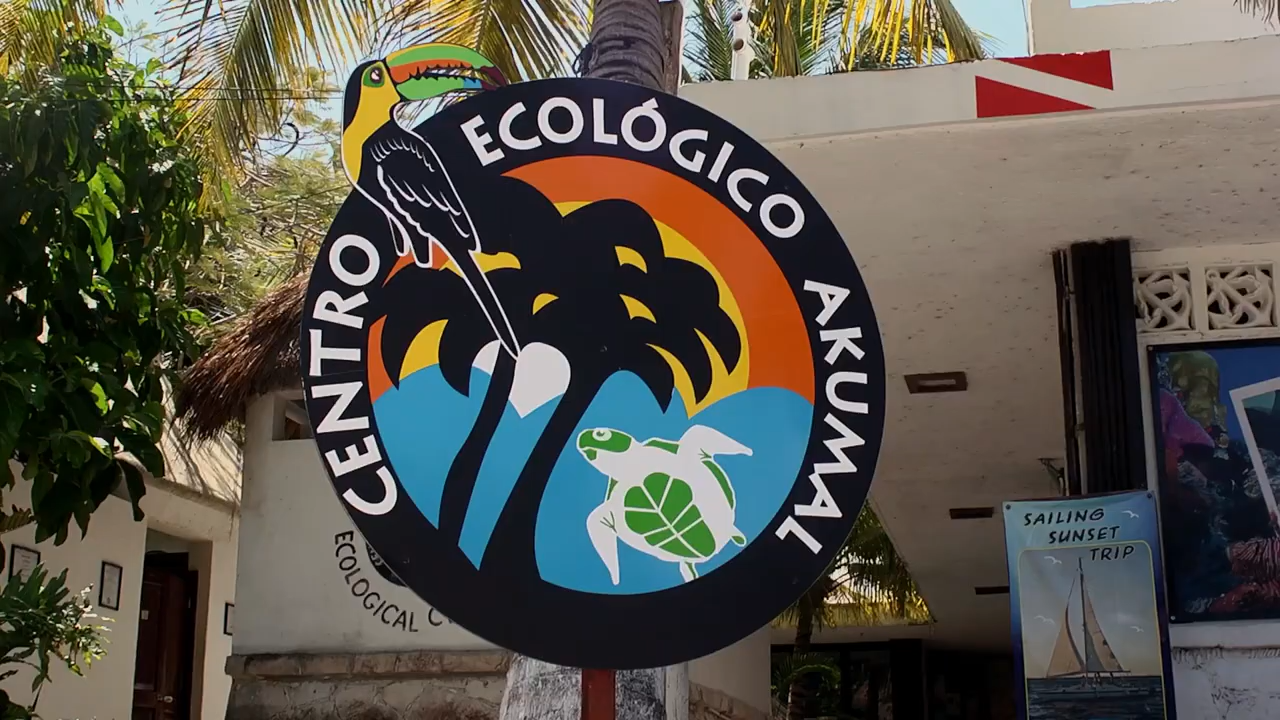 CENTRO ECOLÓGICO AKUMAL
ECOLOGICAL
SAILING
SUNSET
TRIP